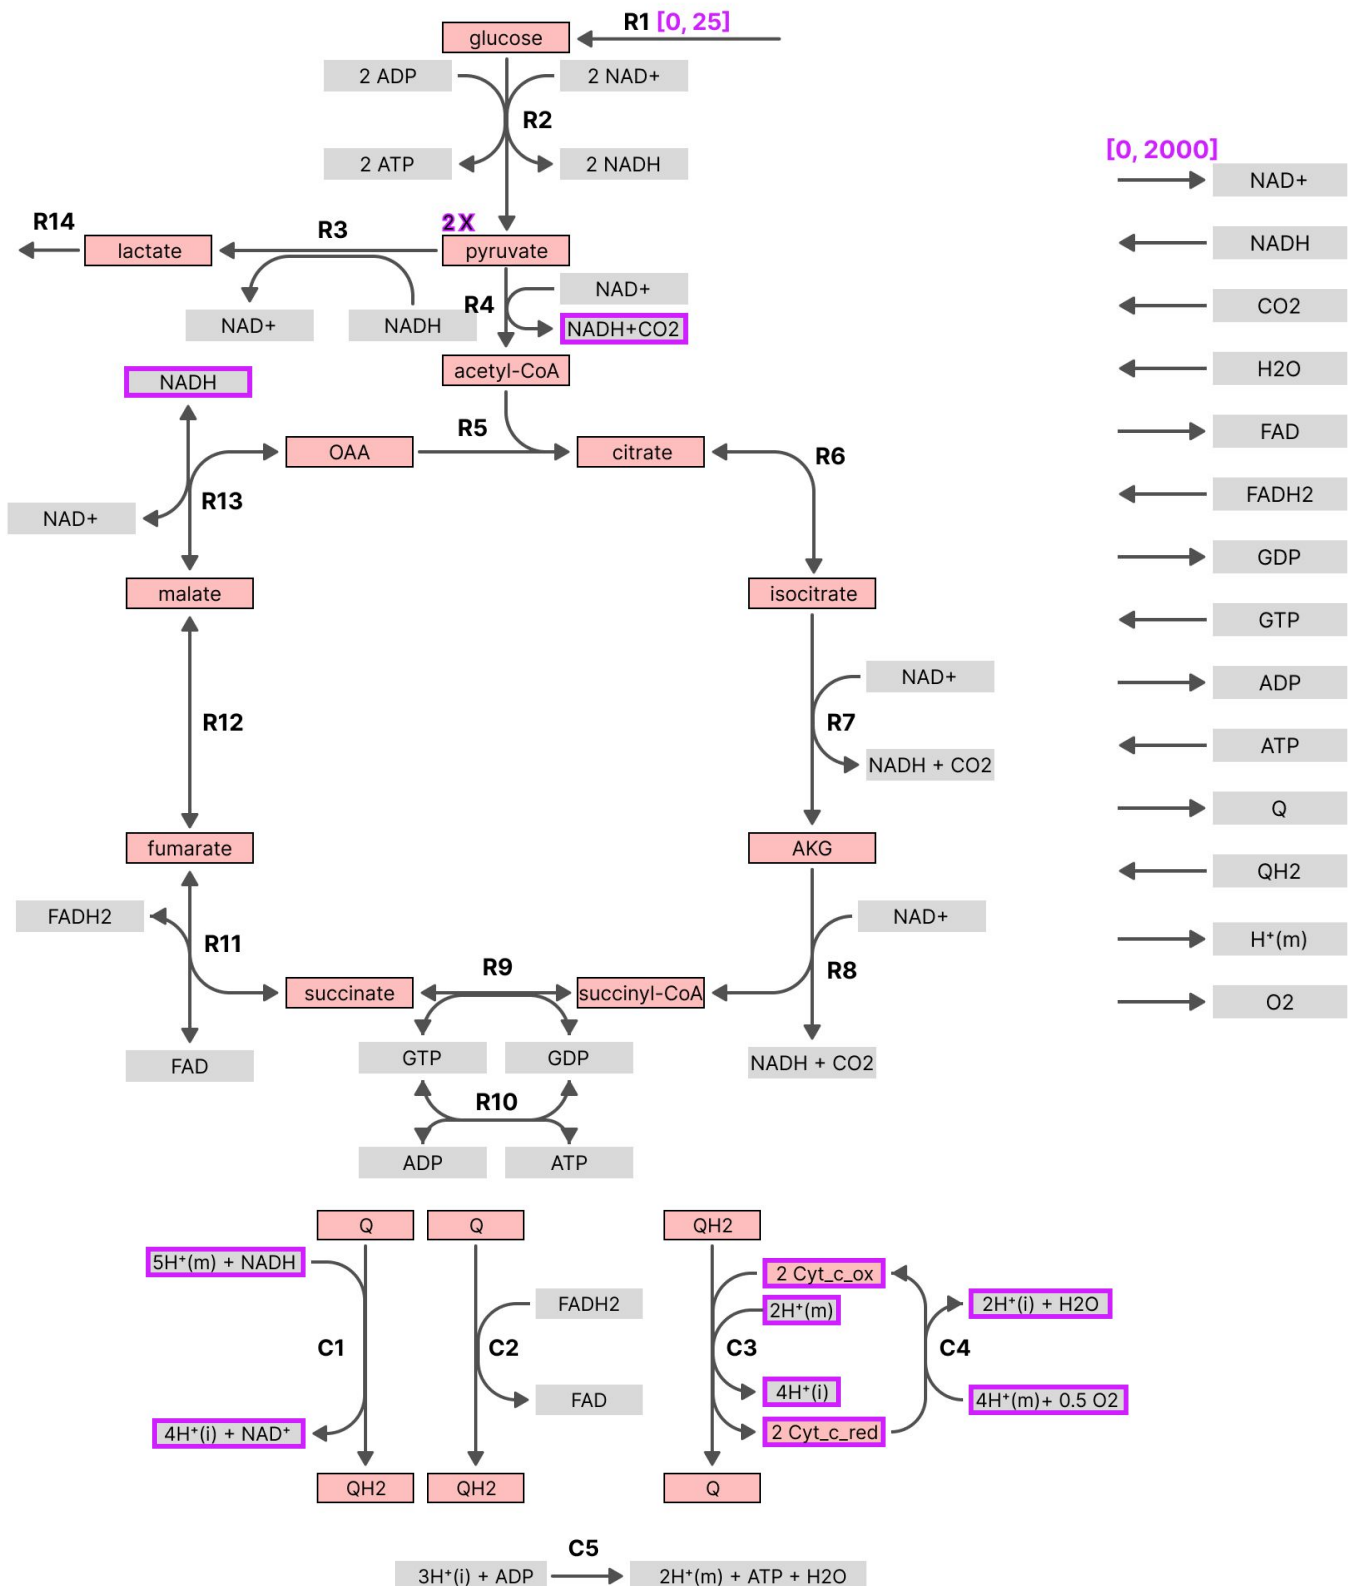 R1 [0, 25]
glucose
2 ADP
2 NAD+
R2
2 ATP
2 NADH
[0, 2000]
NAD+
NADH
CO2
H2O
FAD
FADH2
GDP
GTP
ADP
ATP
Q
QH2
H⁺(m)
O2
R14
lactate
R3
2X
pyruvate
NAD+
NADH
R4
NAD+
NADH+CO2
acetyl-CoA
NADH
R5
OAA
citrate
R6
R13
NAD+
malate
isocitrate
NAD+
R12
R7
NADH + CO2
fumarate
AKG
FADH2
NAD+
R11
R9
R8
succinate
succinyl-CoA
FAD
GTP
GDP
NADH + CO2
R10
ADP
ATP
Q
Q
QH2
5H⁺(m) + NADH
2 Cyt_c_ox
FADH2
2H⁺(m)
2H⁺(i) + H2O
C1
C2
C3
C4
FAD
4H⁺(i)
4H⁺(m)+ 0.5 O2
4H⁺(i) + NAD⁺
2 Cyt_c_red
QH2
QH2
Q
C5
3H⁺(i) + ADP
2H⁺(m) + ATP + H2O